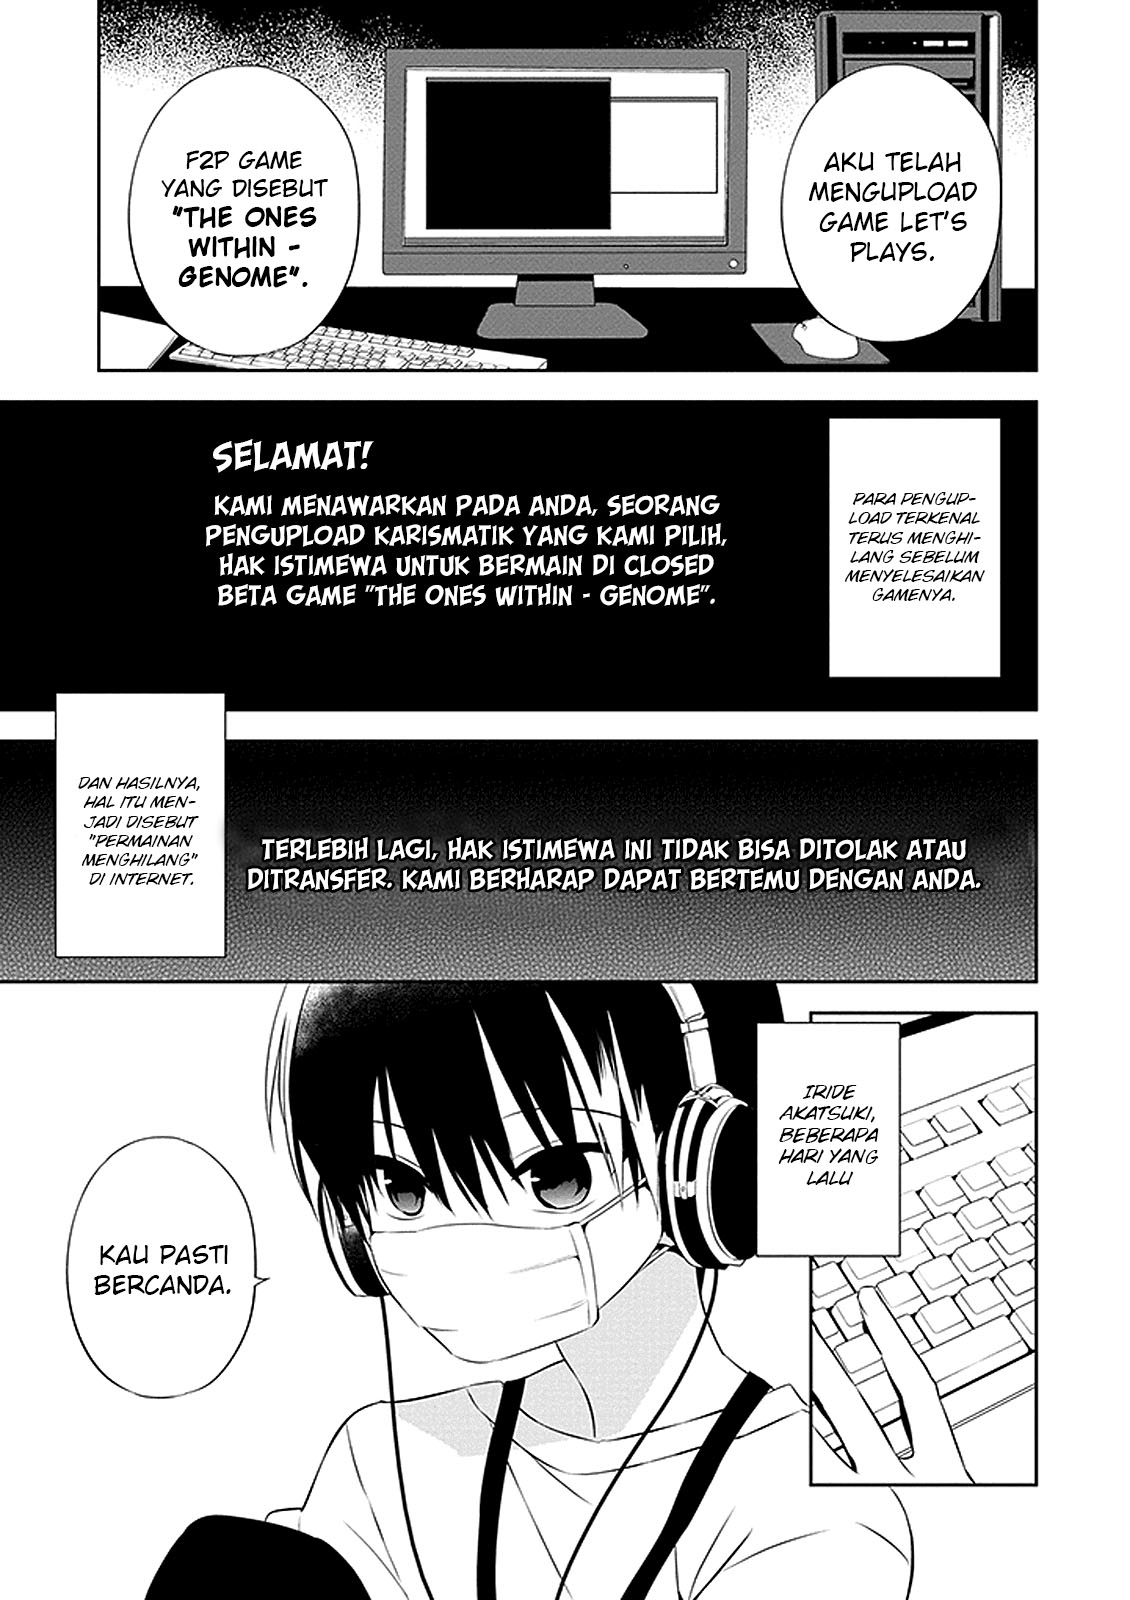 AKU TELAH
MENGUPLOAD
GAME LET'S
PLAYS.
F2P GAME
YANG DISEBUT
"THE ONES
WITHIN -
GENOME".
PARA PENGUP-
LOAD TERKENAL
TERUS MENGHI-
LANG SEBELUM
MENYELESAIKAN
GAMENYA.
SELAMAT!
KAMI MENAWARKAN PADA ANDA, SEORANG
PENGUPLOAD KARISMATIK YANG KAMI PILIH,
HAK ISTIMEWA UNTUK BERMAIN DI CLOSED
BETA GAME "THE ONES WITHIN - GENOME".
DAN HASILNYA,
HAL ITU MEN-
JADI DISEBUT
"PERMAINAN
MENGHILANG"
DI INTERNET.
TERLEBIH LAGI, HAK ISTIMEWA INI TIDAK BISA DITOLAK ATAU
DITRANSFER. KAMI BERHARAP DAPAT BERTEMU DENGAN ANDA.
IRIDE
AKATSUKI,
BEBERAPA
HARI YANG
LALU
KAU PASTI
BERCANDA.